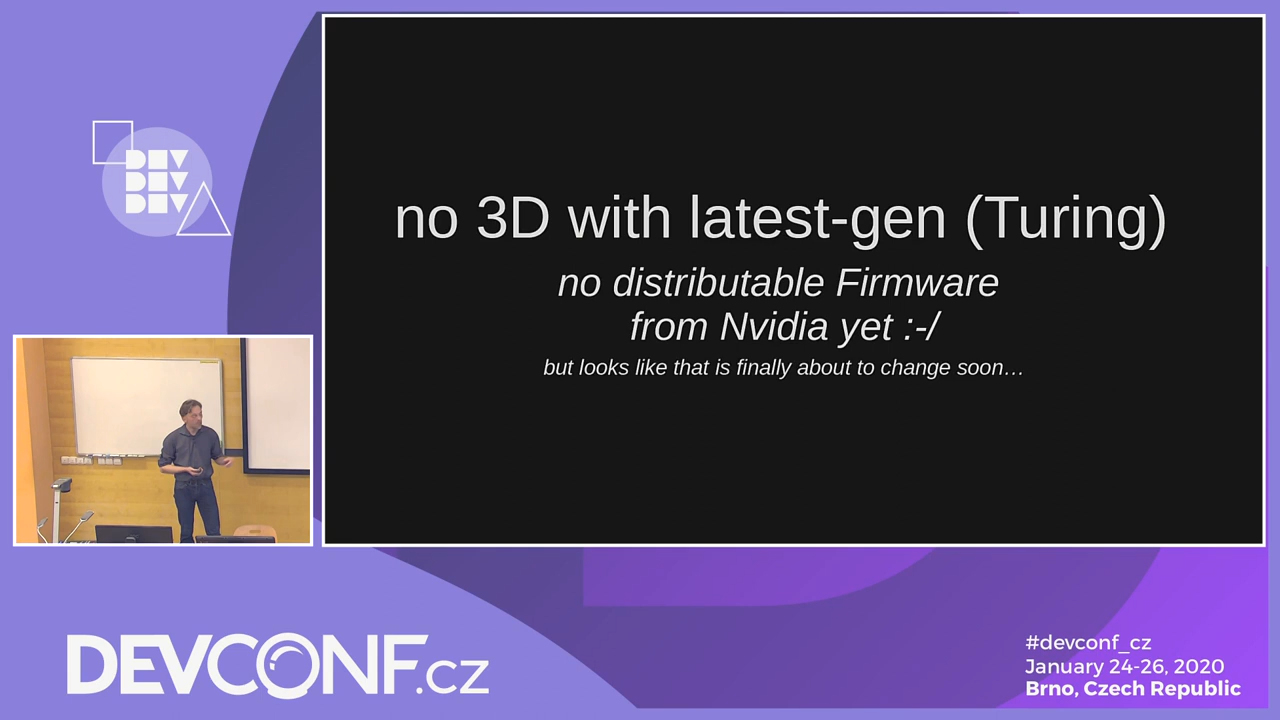 DEV
DEV
DEV
no 3D with latest-gen (Turing)
no distributable Firmware
from Nvidia yet :-/
but looks like that is finally about to change soon…
DEVCONF.cz
#devconf_cz
January 24-26, 2020
Brno, Czech Republic